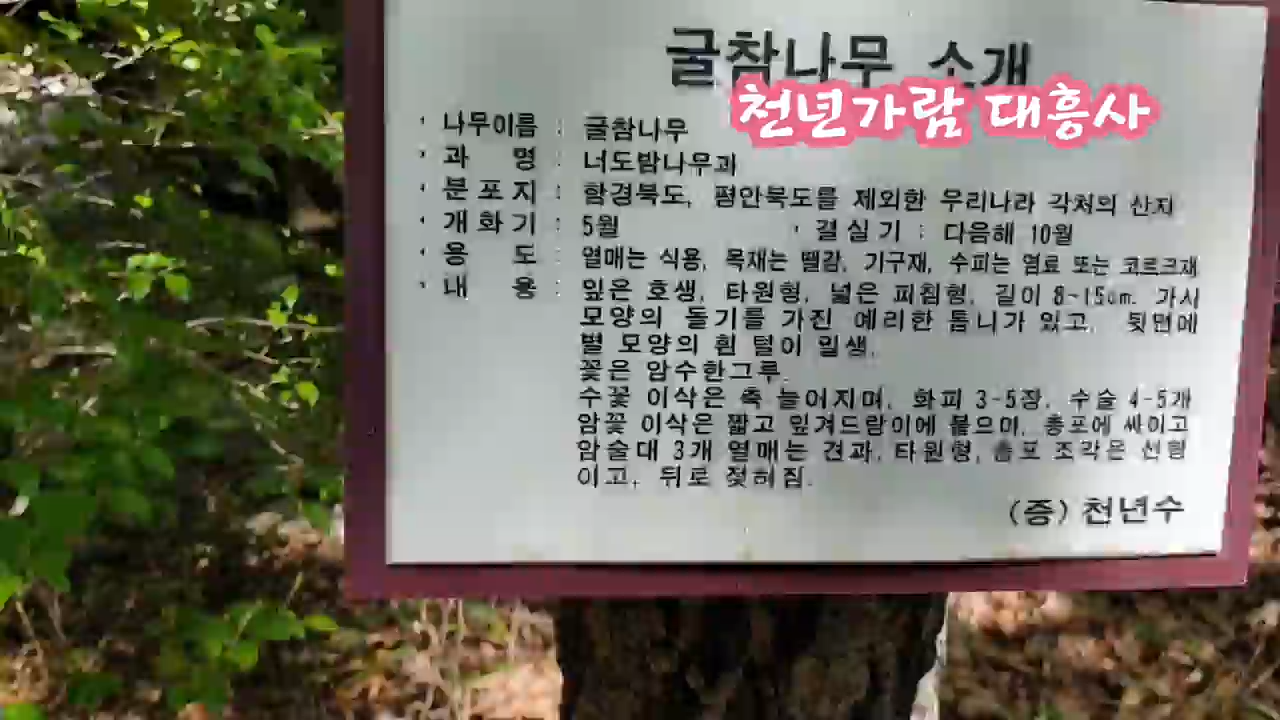 굴참나무 소개
천년가람 대흥사
· 나무이름 : 굴참나무
· 과 명 : 너도밤나무과
· 분포지 : 함경북도, 평안북도를 제외한 우리나라 각처의 산지
· 개화기 : 5월 · 결실기 : 다음해 10월
· 용 도 : 열매는 식용, 목재는 땔감, 기구재, 수피는 염료 또는 코르크재
· 내 용 : 잎은 호생, 타원형, 넓은 피침형, 길이 8~15cm. 가시
모양의 돌기를 가진 예리한 톱니가 있고, 뒷면에
별 모양의 흰 털이 밀생.
꽃은 암수한그루.
수꽃 이삭은 축 늘어지며, 화피 3-5장, 수술 4-5개
암꽃 이삭은 짧고 잎겨드랑이에 붙으며, 총포에 싸이고
암술대 3개 열매는 견과, 타원형, 총포 조각은 선형
이고, 뒤로 젖혀짐.
(증) 천년수